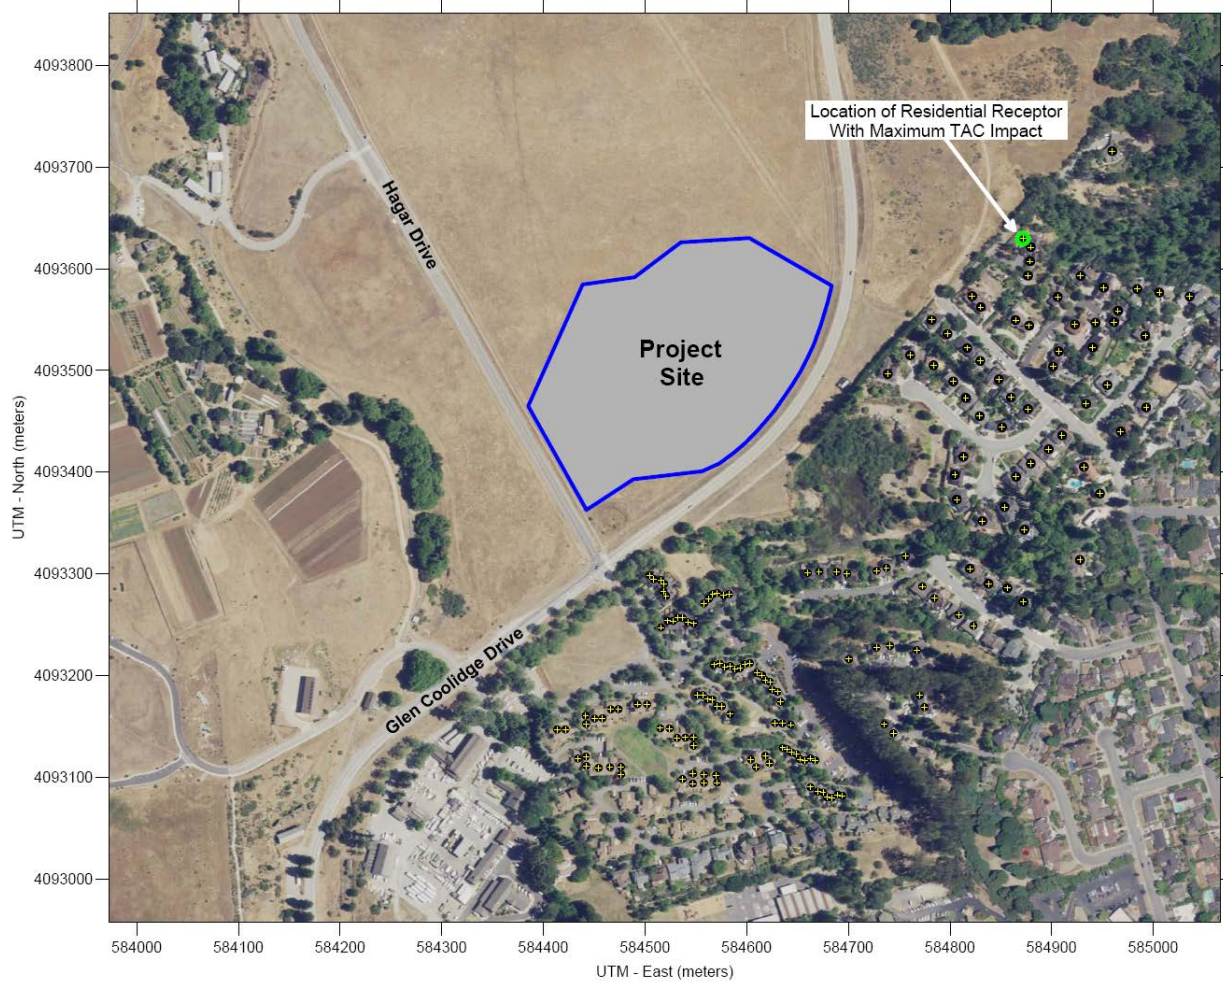 Location of Residential Receptor
With Maximum TAC Impact
4093800
4093700
4093600
4093500
4093400
4093300
4093200
4093100
4093000
UTM - North (meters)
Hagar Drive
Project
Site
Glen Coolidge Drive
584000 584100 584200 584300 584400 584500 584600 584700 584800 584900 585000
UTM - East (meters)